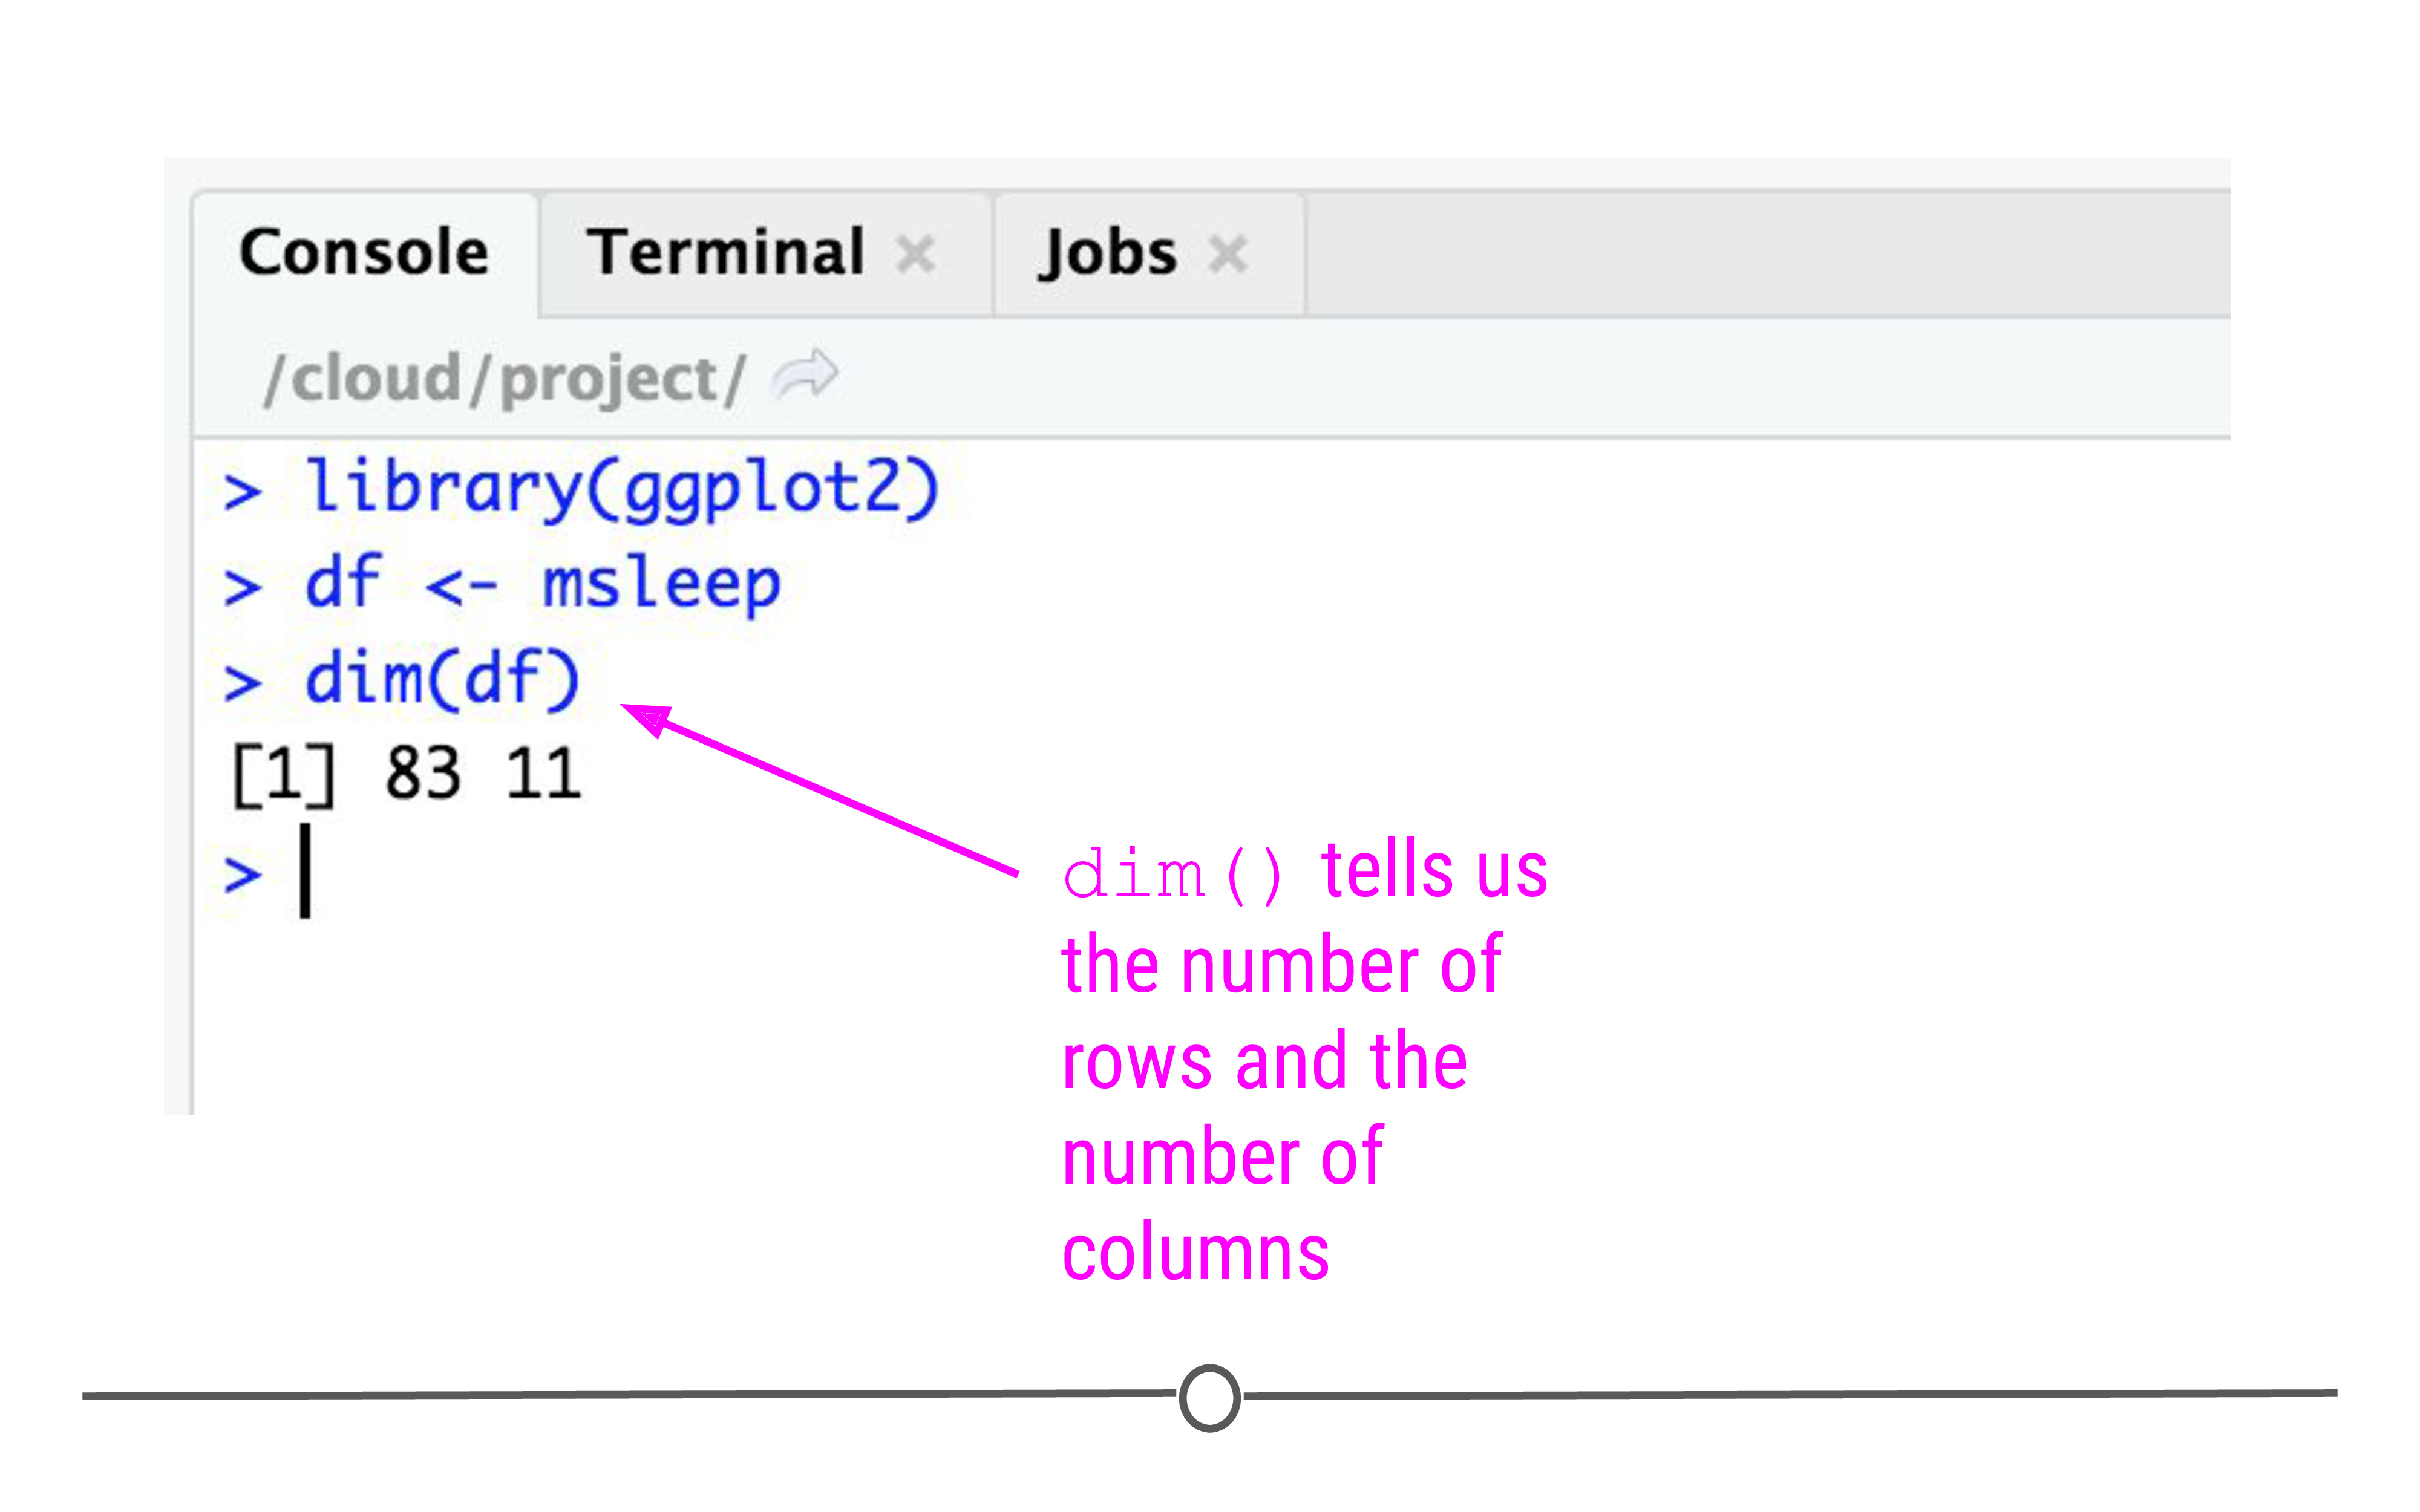 Console Terminal Jobs
/cloud/project/
> library(ggplot2)
> df <- msleep
> dim(df)
[1] 83 11
>
dim() tells us
the number of
rows and the
number of
columns